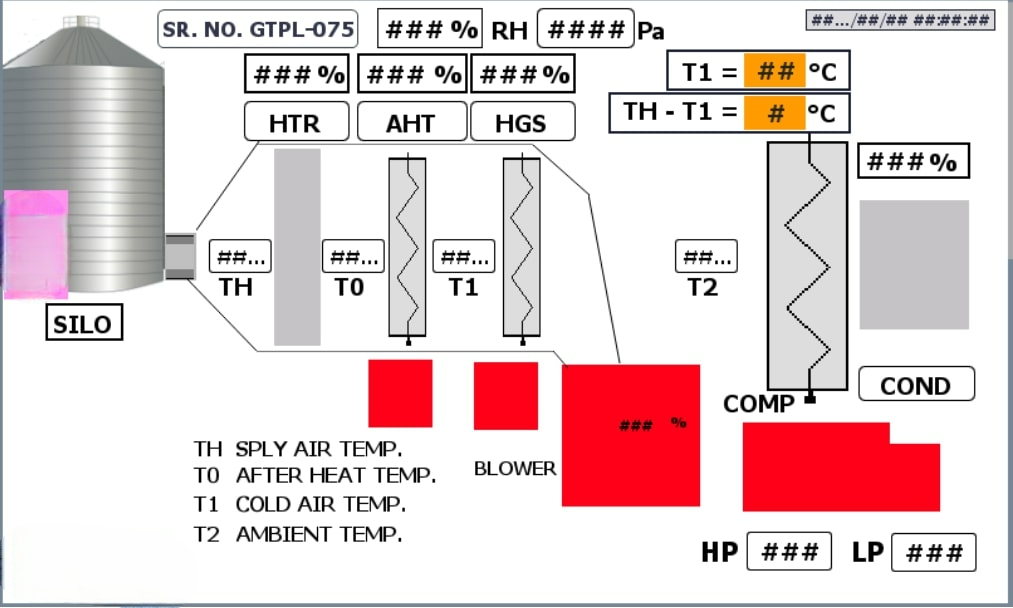 SR. NO. GTPL-075
###%
RH
####
Pa
##.../##/## ##:##:##
###%
###%
###%
T1 = ## °C
HTR
AHT
HGS
TH - T1 = # °C
###%
##...
TH
##...
T0
##...
T1
##...
T2
SILO
COND
COMP
### %
TH SPLY AIR TEMP.
T0 AFTER HEAT TEMP.
BLOWER
T1 COLD AIR TEMP.
T2 AMBIENT TEMP.
HP ###
LP ###